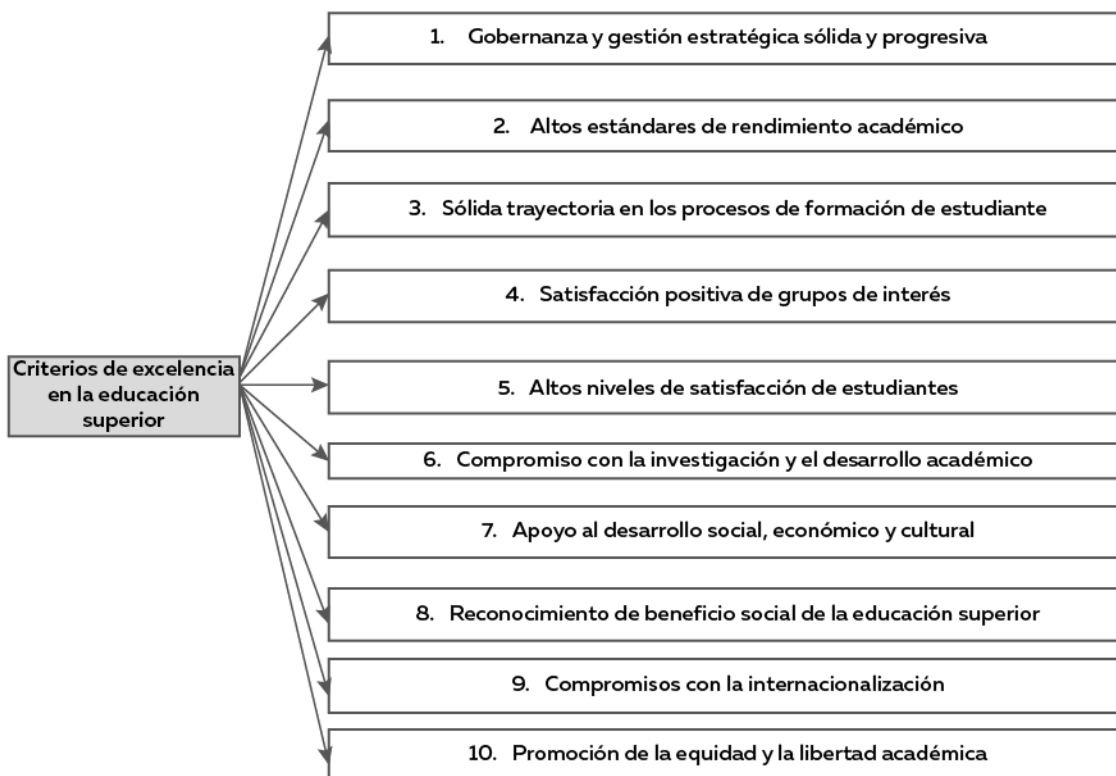 1. Gobernanza y gestión estratégica sólida y progresiva
2. Altos estándares de rendimiento académico
3. Sólida trayectoria en los procesos de formación de estudiante
4. Satisfacción positiva de grupos de interés
Criterios de excelencia
en la educación
superior
5. Altos niveles de satisfacción de estudiantes
6. Compromiso con la investigación y el desarrollo académico
7. Apoyo al desarrollo social, económico y cultural
8. Reconocimiento de beneficio social de la educación superior
9. Compromisos con la internacionalización
10. Promoción de la equidad y la libertad académica